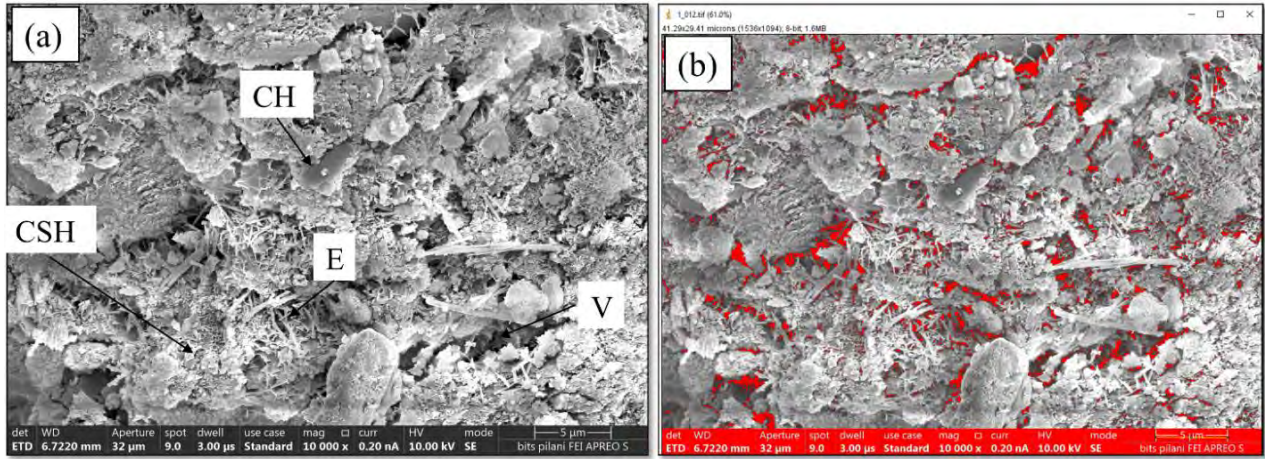 (a)
CH
CSH
E
V
det WD Aperture spot dwell use case mag □ curr HV mode 5 µm
ETD 6.7220 mm 32 µm 9.0 3.00 µs Standard 10 000 x 0.20 nA 10.00 kV SE bits pilani FEI APREO S
1_012.tif (61.0%)
41.29x29.41 microns (1536x1094); 8-bit; 1.6MB
(b)
det WD Aperture spot dwell use case mag □ curr HV mode 5 µm
ETD 6.7220 mm 32 µm 9.0 3.00 µs Standard 10 000 x 0.20 nA 10.00 kV SE bits pilani FEI APREO S